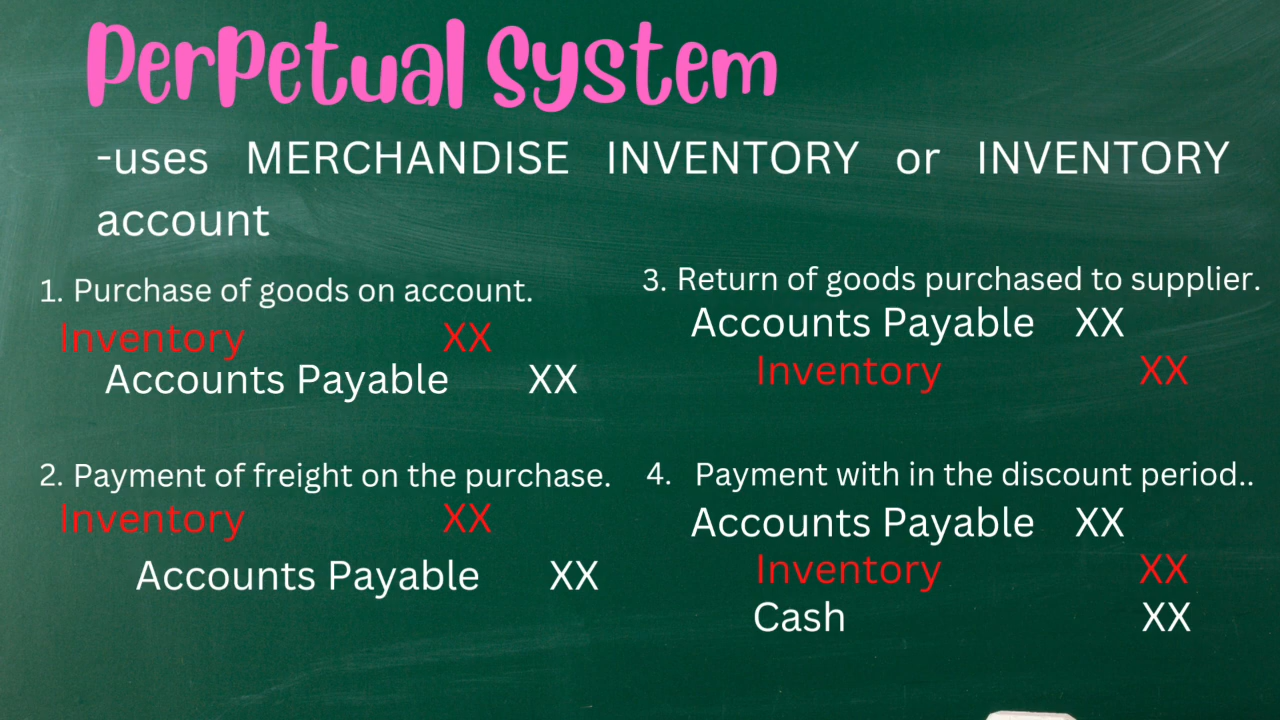 Perpetual System
-uses MERCHANDISE INVENTORY or INVENTORY
account
1. Purchase of goods on account.
Inventory XX
Accounts Payable XX
2. Payment of freight on the purchase.
Inventory XX
Accounts Payable XX
3. Return of goods purchased to supplier.
Accounts Payable XX
Inventory XX
4. Payment with in the discount period..
Accounts Payable XX
Inventory XX
Cash XX